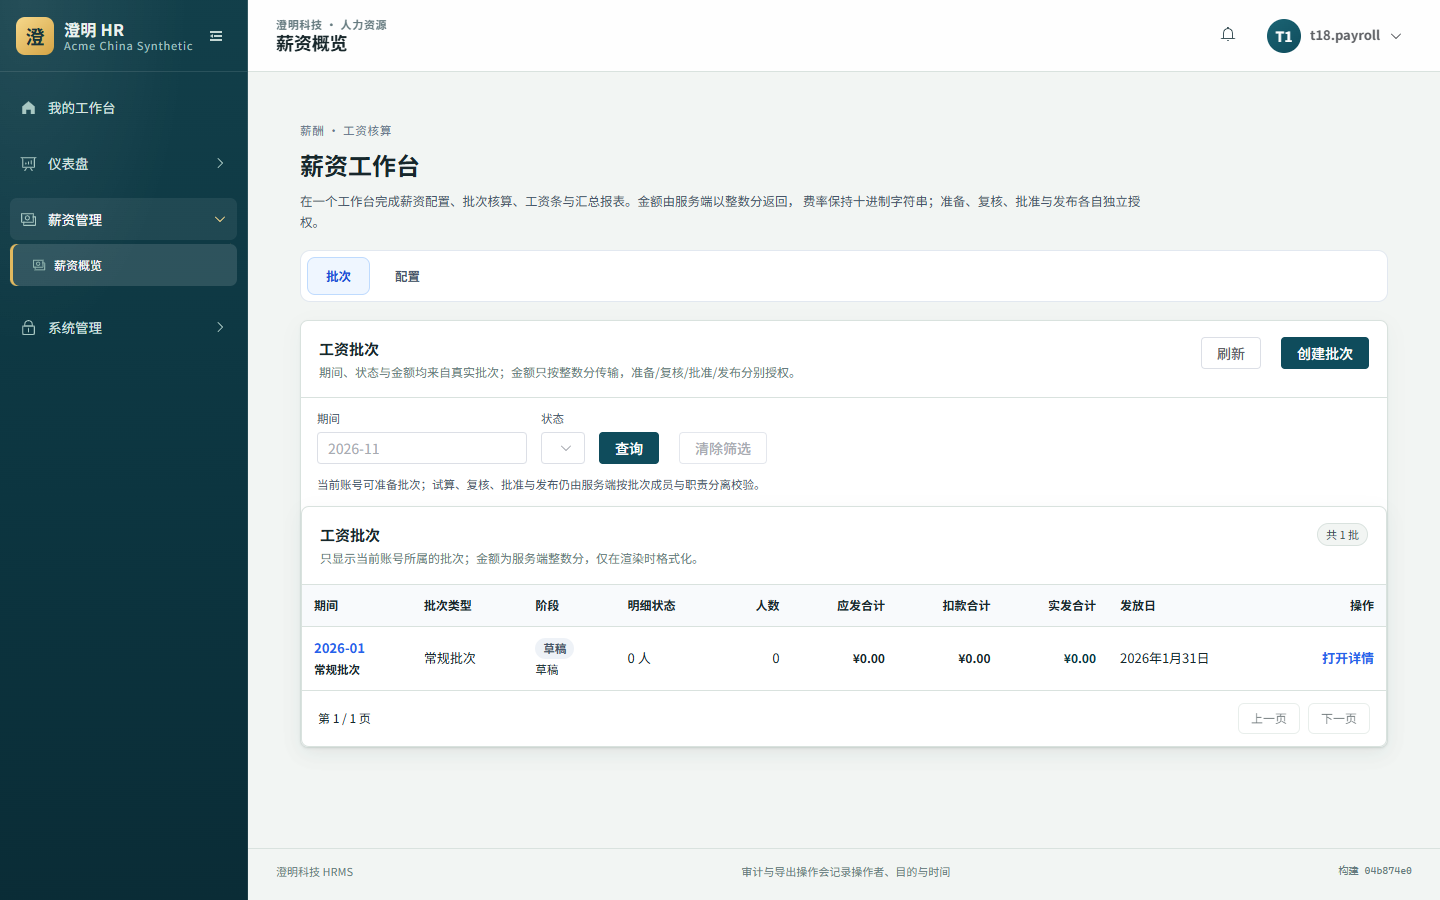 澄
澄明 HR
Acme China Synthetic
我的工作台
仪表盘
薪资管理
薪资概览
系统管理
澄明科技 • 人力资源
薪资概览
T1
t18.payroll
薪酬 • 工资核算
薪资工作台
在一个工作台完成薪资配置、批次核算、工资条与汇总报表。金额由服务端以整数分返回， 费率保持十进制字符串；准备、复核、批准与发布各自独立授
权。
批次
配置
工资批次
期间、状态与金额均来自真实批次；金额只按整数分传输，准备/复核/批准/发布分别授权。
刷新
创建批次
期间
状态
2026-11
查询
清除筛选
当前账号可准备批次；试算、复核、批准与发布仍由服务端按批次成员与职责分离校验。
工资批次
只显示当前账号所属的批次；金额为服务端整数分，仅在渲染时格式化。
共 1 批
期间 批次类型 阶段 明细状态 人数 应发合计 扣款合计 实发合计 发放日 操作
2026-01
常规批次
常规批次
草稿
草稿
0 人
0
¥0.00
¥0.00
¥0.00
2026年1月31日
打开详情
第 1 / 1 页
上一页
下一页
澄明科技 HRMS
审计与导出操作会记录操作者、目的与时间
构建 04b874e0